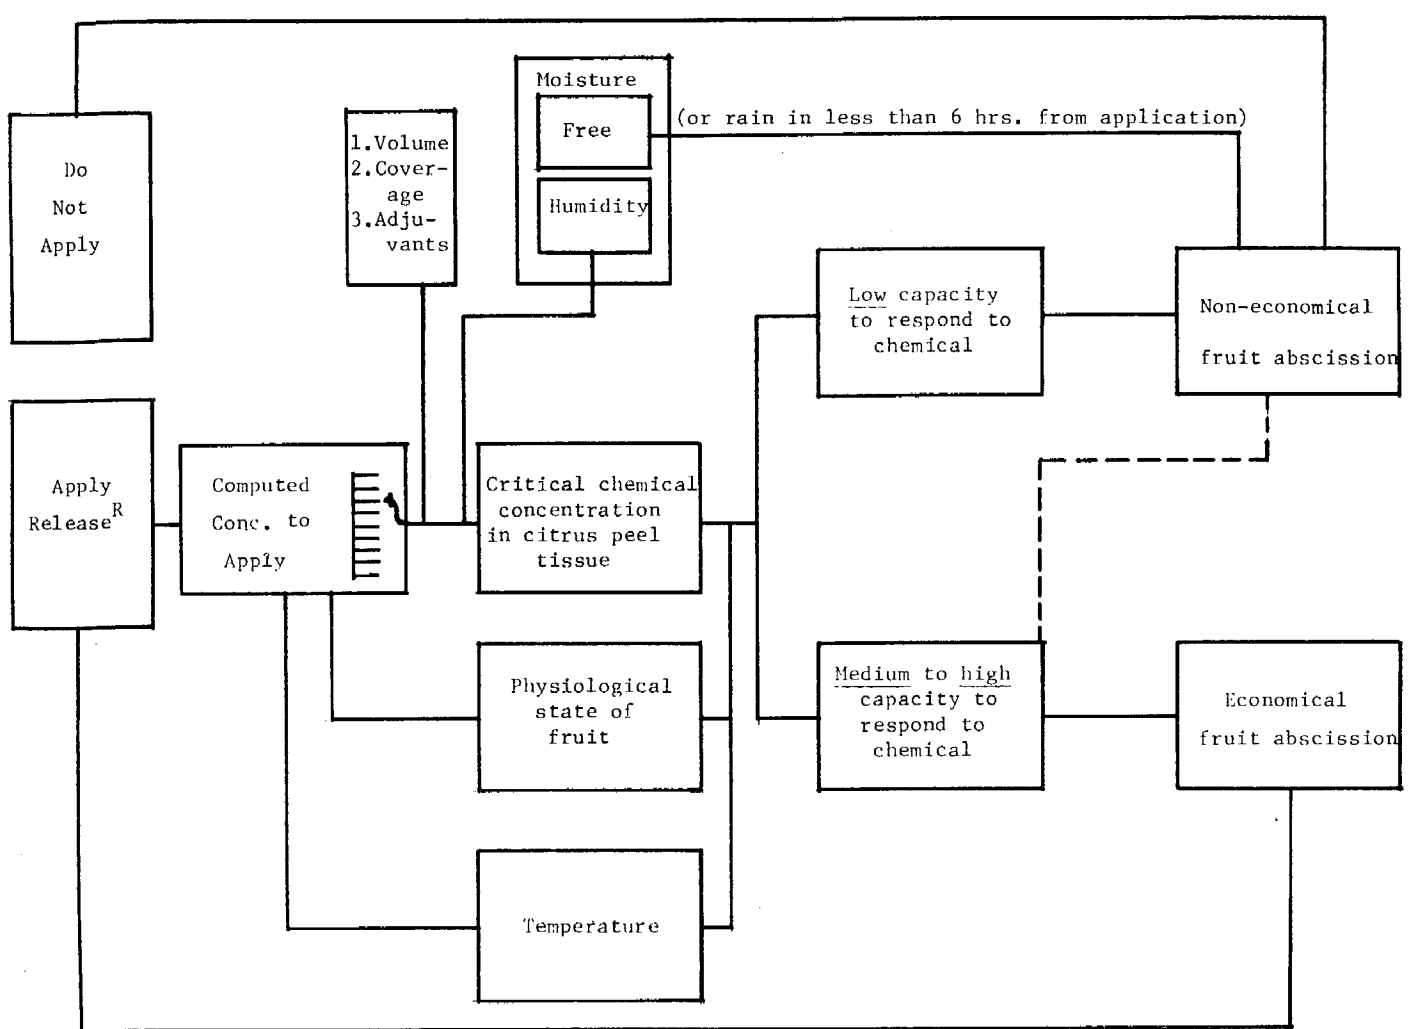 Do
Not
Apply
1.Volume
2.Cover-
age
3.Adju-
vants
Moisture
Free
Humidity
(or rain in less than 6 hrs. from application)
Low capacity
to respond to
chemical
Non-economical
fruit abscission
Apply
Release^R
Computed
Conc. to
Apply
Critical chemical
concentration
in citrus peel
tissue
Physiological
state of
fruit
Medium to high
capacity to
respond to
chemical
Economical
fruit abscission
Temperature